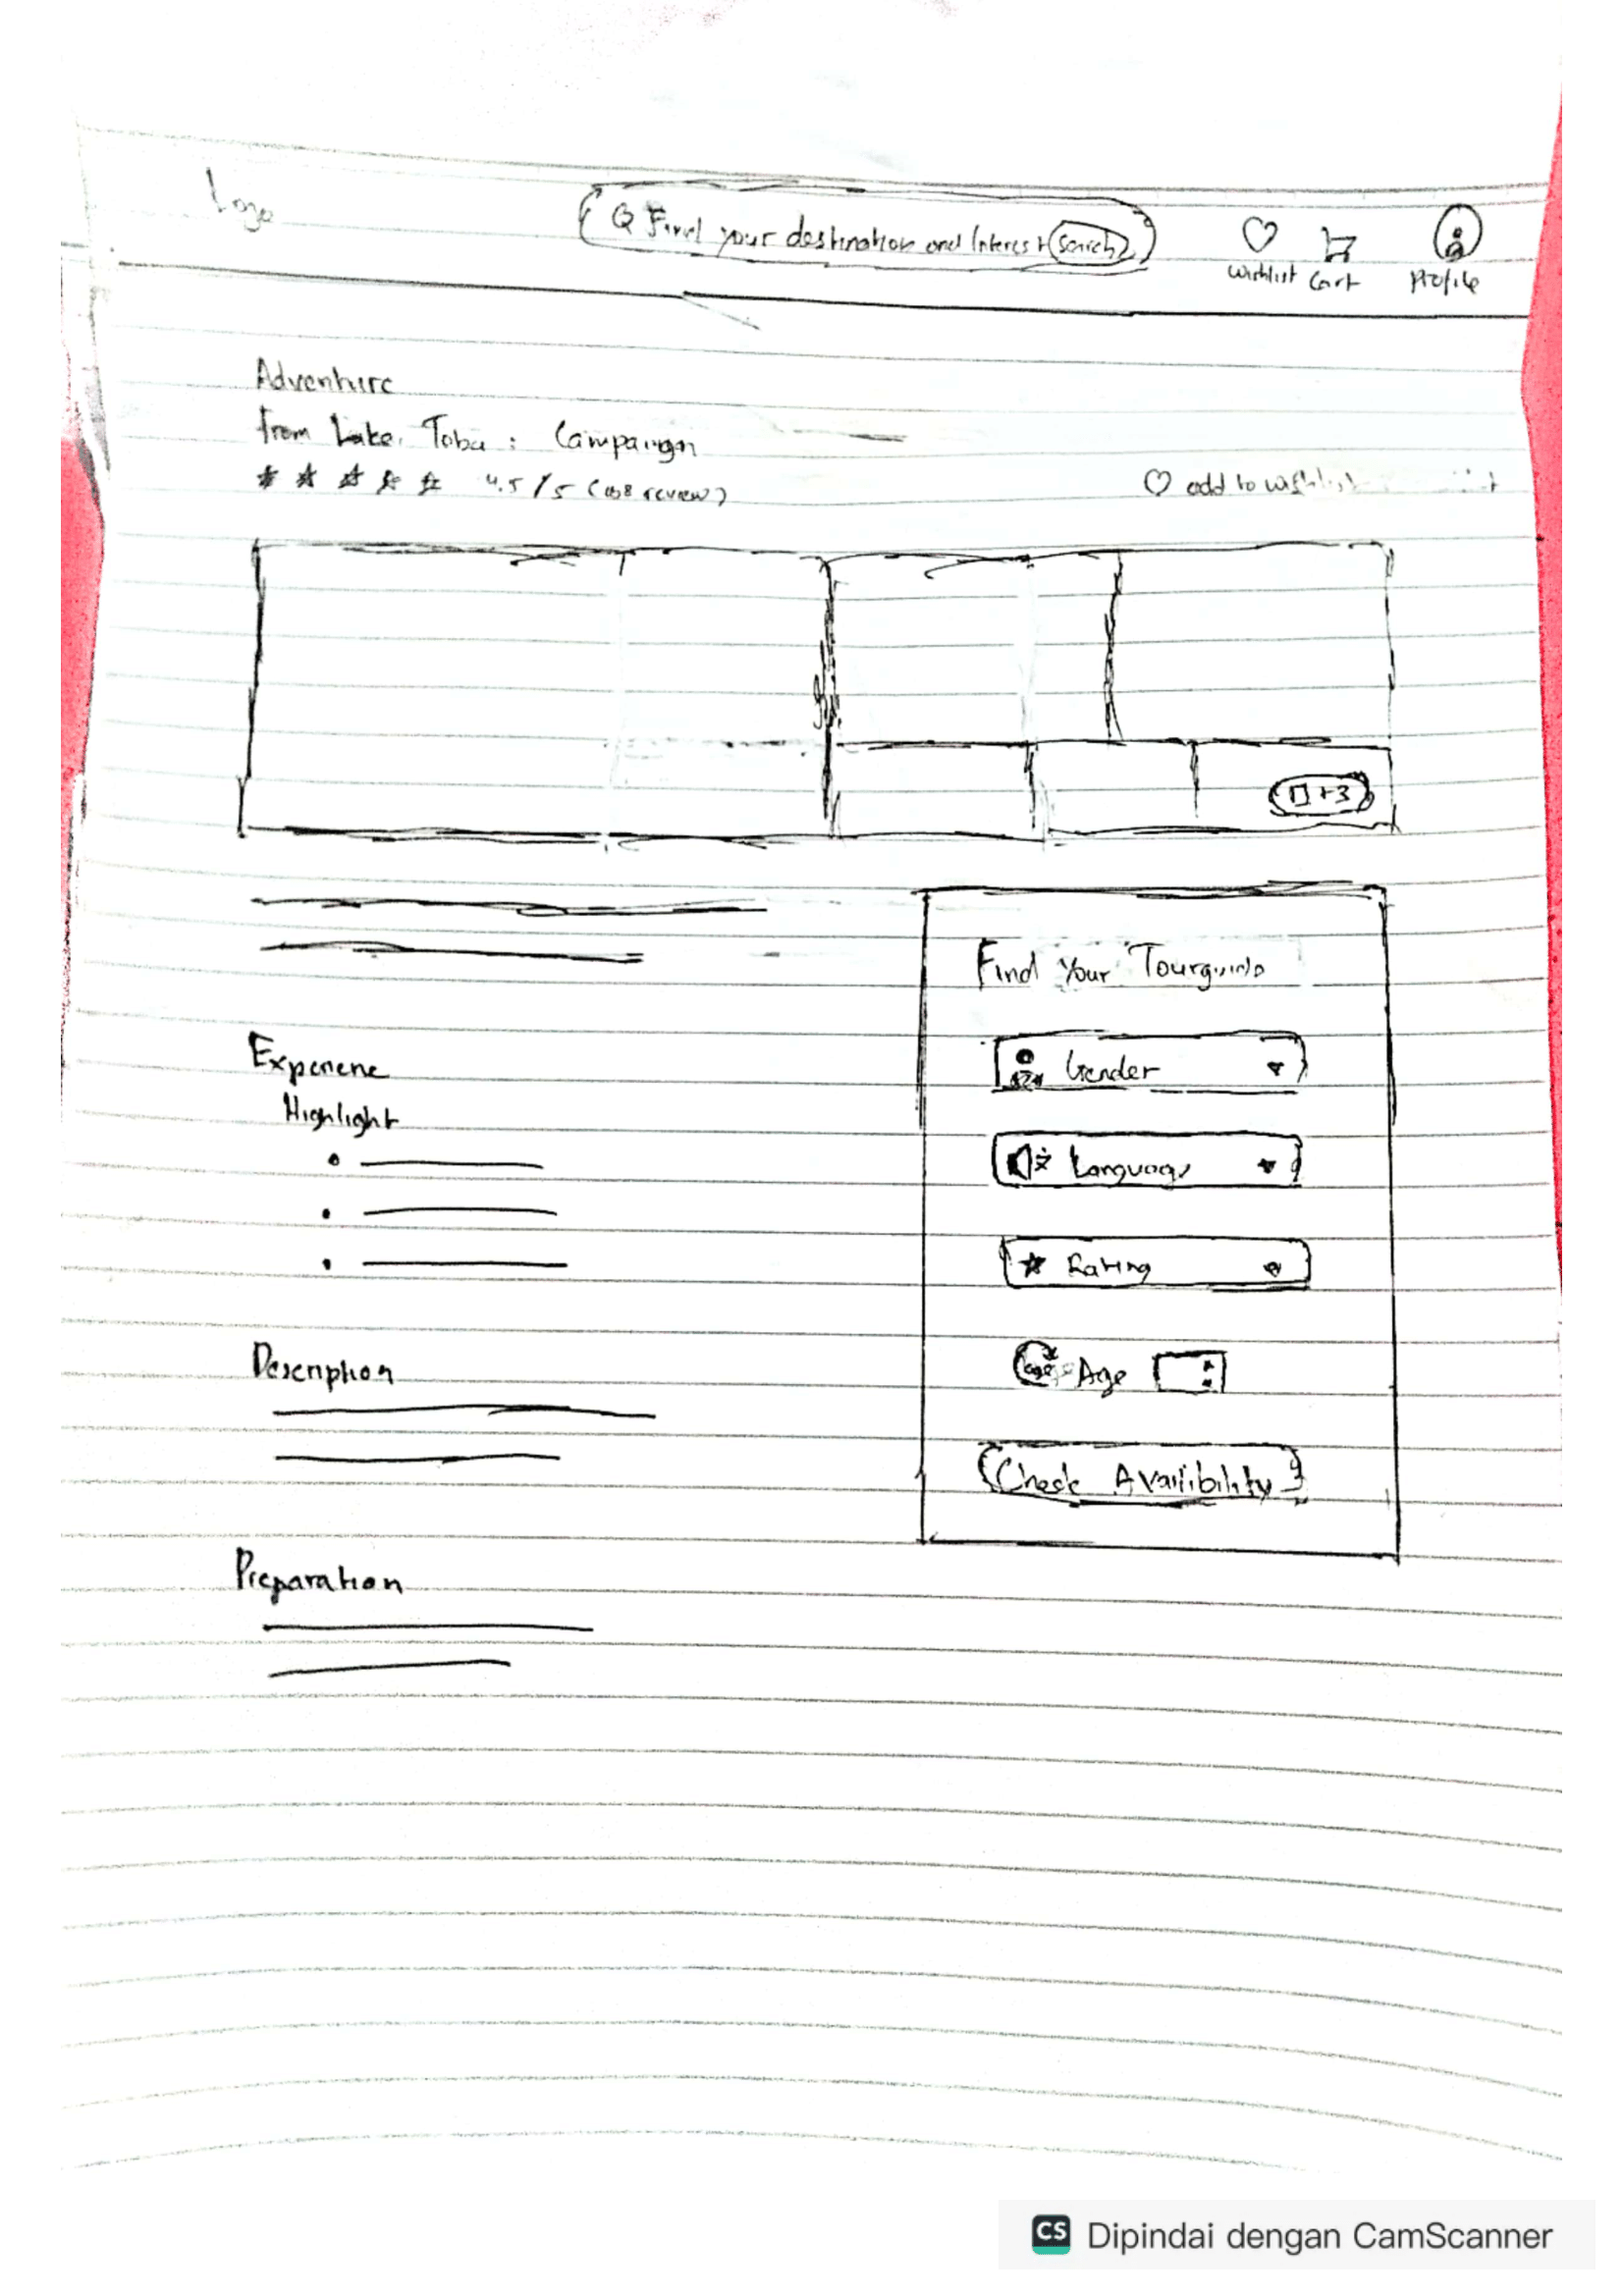 Logo
Find your destination and Interest Search
wishlist Cart Profile
Adventure
from Lake Toba : Campaign
4.5 / 5 ( review)
add to wishlist
+3
Find Your Tourguide
Experiene
Highlight
Gender
Language
Rating
Description
Age
Check Availibility
Preparation
CS Dipindai dengan CamScanner